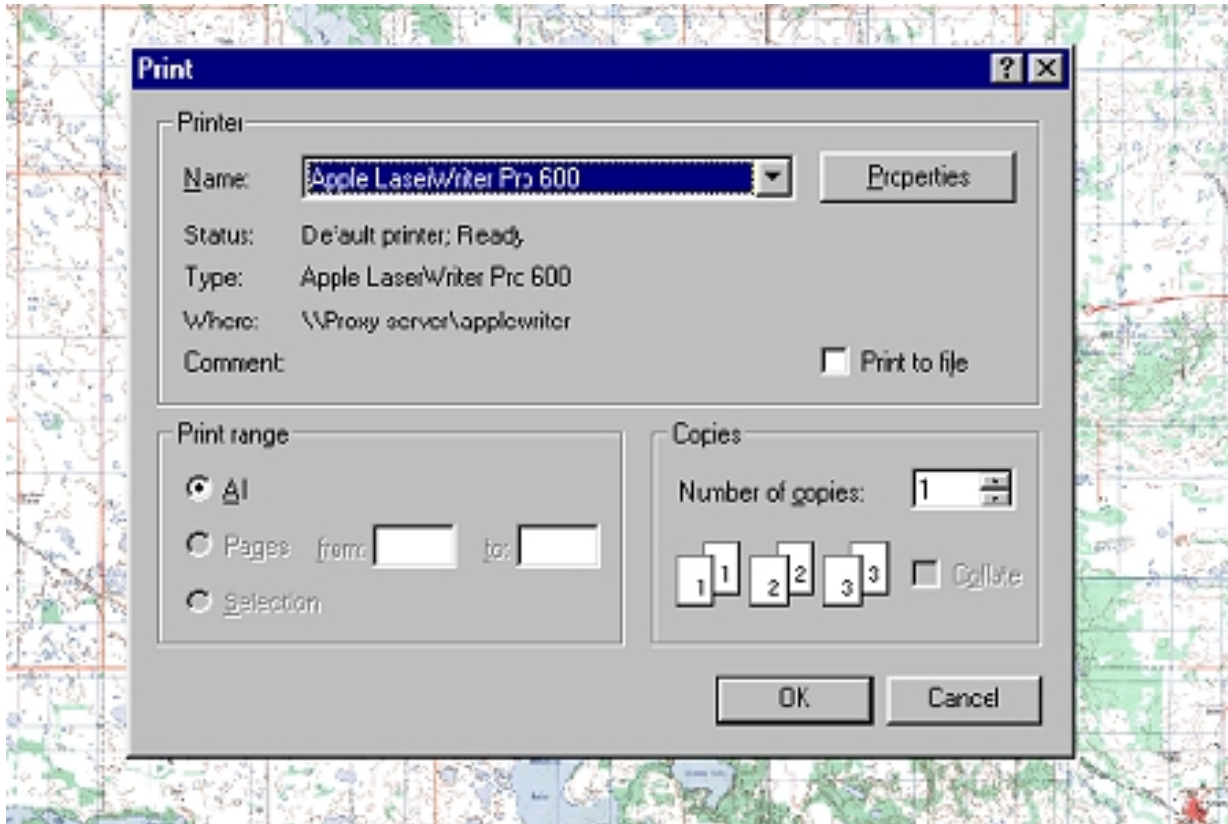 Print
Printer
Name: Apple LaserWriter Pro 600 Properties
Status: Default printer; Ready
Type: Apple LaserWriter Pro 600
Where: \\Proxy server\applewriter
Comment: Print to file
Print range
All
Pages from: to:
Selection
Copies
Number of copies: 1
1 1 2 2 3 3 Collate
OK Cancel